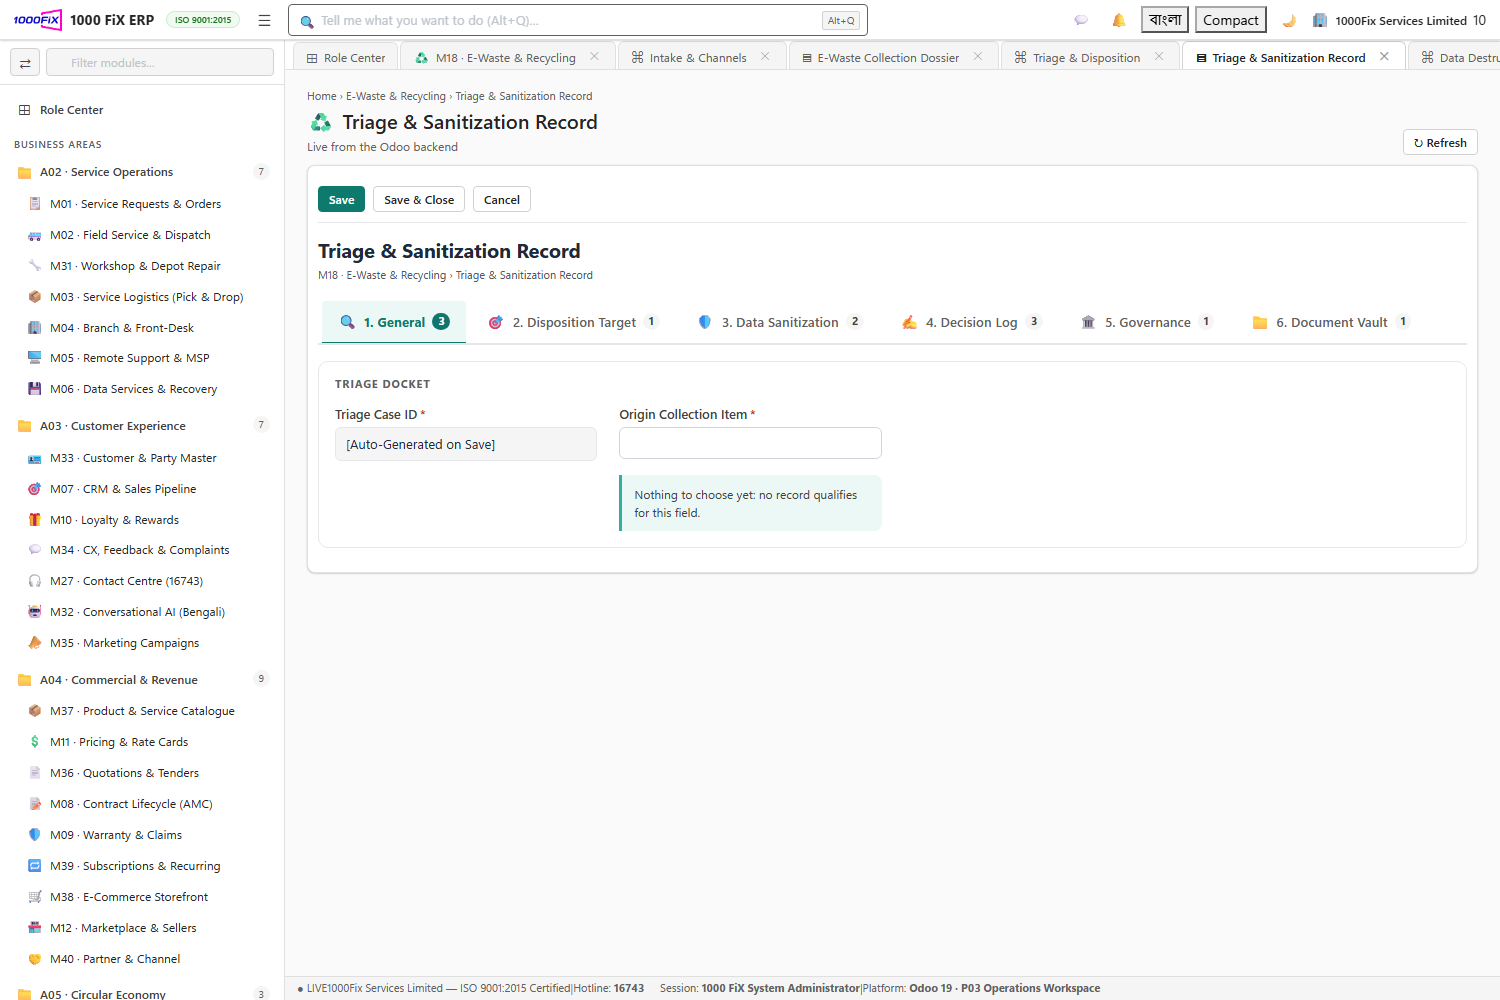 1000FiX 1000 FiX ERP ISO 9001:2015 ☰ Tell me what you want to do (Alt+Q)... Alt+Q বাংলা Compact 1000Fix Services Limited 10
Filter modules...
Role Center M18 · E-Waste & Recycling Intake & Channels E-Waste Collection Dossier Triage & Disposition Triage & Sanitization Record Data Destru
Role Center
BUSINESS AREAS
A02 · Service Operations 7
M01 · Service Requests & Orders
M02 · Field Service & Dispatch
M31 · Workshop & Depot Repair
M03 · Service Logistics (Pick & Drop)
M04 · Branch & Front-Desk
M05 · Remote Support & MSP
M06 · Data Services & Recovery
A03 · Customer Experience 7
M33 · Customer & Party Master
M07 · CRM & Sales Pipeline
M10 · Loyalty & Rewards
M34 · CX, Feedback & Complaints
M27 · Contact Centre (16743)
M32 · Conversational AI (Bengali)
M35 · Marketing Campaigns
A04 · Commercial & Revenue 9
M37 · Product & Service Catalogue
M11 · Pricing & Rate Cards
M36 · Quotations & Tenders
M08 · Contract Lifecycle (AMC)
M09 · Warranty & Claims
M39 · Subscriptions & Recurring
M38 · E-Commerce Storefront
M12 · Marketplace & Sellers
M40 · Partner & Channel
A05 · Circular Economy 3
Home › E-Waste & Recycling › Triage & Sanitization Record
Triage & Sanitization Record
Live from the Odoo backend
↻ Refresh
Save Save & Close Cancel
Triage & Sanitization Record
M18 · E-Waste & Recycling › Triage & Sanitization Record
1. General 3 2. Disposition Target 1 3. Data Sanitization 2 4. Decision Log 3 5. Governance 1 6. Document Vault 1
TRIAGE DOCKET
Triage Case ID * Origin Collection Item *
[Auto-Generated on Save]
Nothing to choose yet: no record qualifies
for this field.
● LIVE1000Fix Services Limited — ISO 9001:2015 Certified|Hotline: 16743 Session: 1000 FiX System Administrator|Platform: Odoo 19 · P03 Operations Workspace